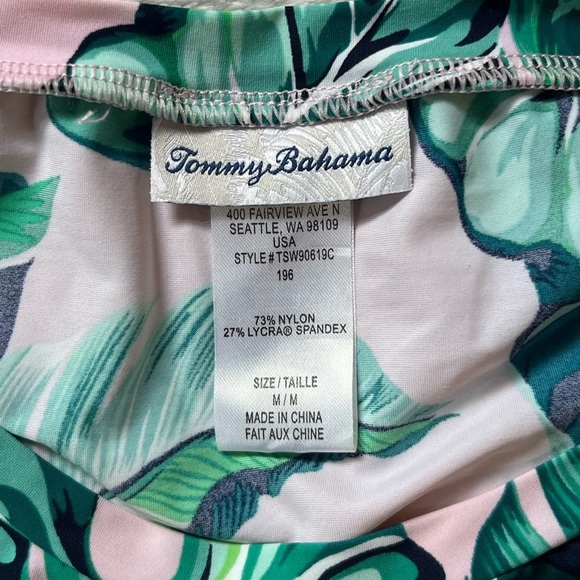 Tommy Bahama
400 FAIRVIEW AVE N
SEATTLE, WA 98109
USA
STYLE # TSW90619C
196
73% NYLON
27% LYCRA® SPANDEX
SIZE / TAILLE
M / M
MADE IN CHINA
FAIT AUX CHINE